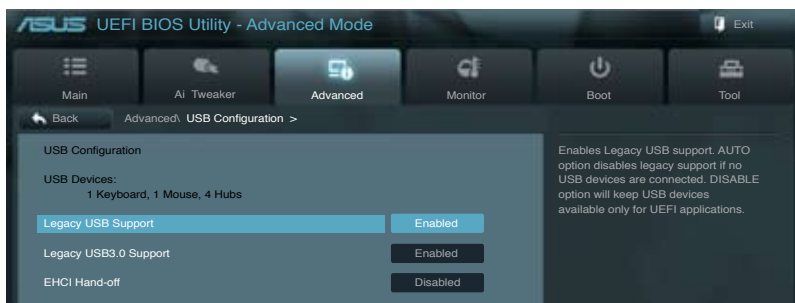 ASUS UEFI BIOS Utility - Advanced Mode
Exit
Main
Ai Tweaker
Advanced
Monitor
Boot
Tool
Back
Advanced\ USB Configuration >
USB Configuration
USB Devices:
1 Keyboard, 1 Mouse, 4 Hubs
Legacy USB Support Enabled
Legacy USB3.0 Support Enabled
EHCI Hand-off Disabled
Enables Legacy USB support. AUTO
option disables legacy support if no
USB devices are connected. DISABLE
option will keep USB devices
available only for UEFI applications.